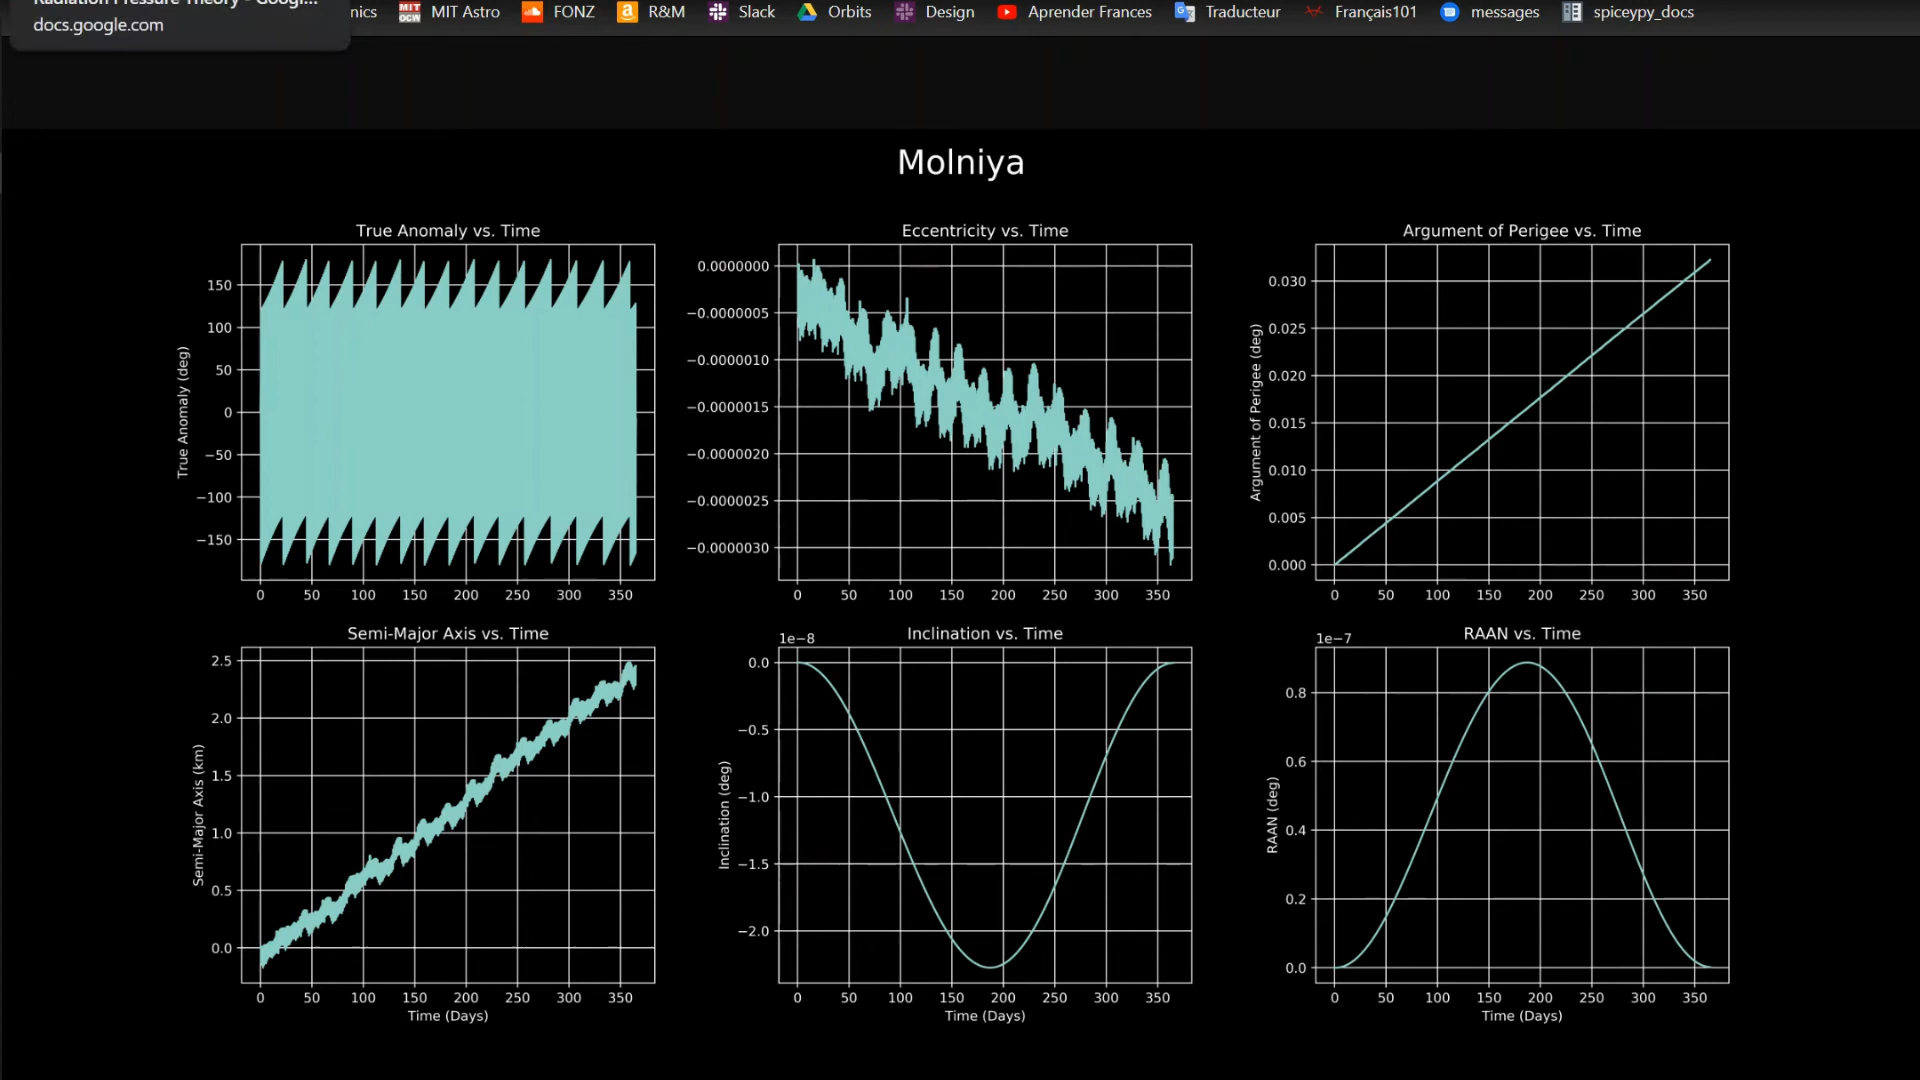 Radiation Pressure Theory - Googl...
docs.google.com
nics MIT OCW MIT Astro FONZ R&M Slack Orbits Design Aprender Frances Traducteur Français101 messages spiceypy_docs
Molniya
True Anomaly vs. Time
True Anomaly (deg)
150
100
50
0
−50
−100
−150
0 50 100 150 200 250 300 350
Eccentricity vs. Time
0.0000000
−0.0000005
−0.0000010
−0.0000015
−0.0000020
−0.0000025
−0.0000030
0 50 100 150 200 250 300 350
Argument of Perigee vs. Time
Argument of Perigee (deg)
0.030
0.025
0.020
0.015
0.010
0.005
0.000
0 50 100 150 200 250 300 350
Semi-Major Axis vs. Time
Semi-Major Axis (km)
2.5
2.0
1.5
1.0
0.5
0.0
0 50 100 150 200 250 300 350
Time (Days)
Inclination vs. Time
1e−8
Inclination (deg)
0.0
−0.5
−1.0
−1.5
−2.0
0 50 100 150 200 250 300 350
Time (Days)
RAAN vs. Time
1e−7
RAAN (deg)
0.8
0.6
0.4
0.2
0.0
0 50 100 150 200 250 300 350
Time (Days)